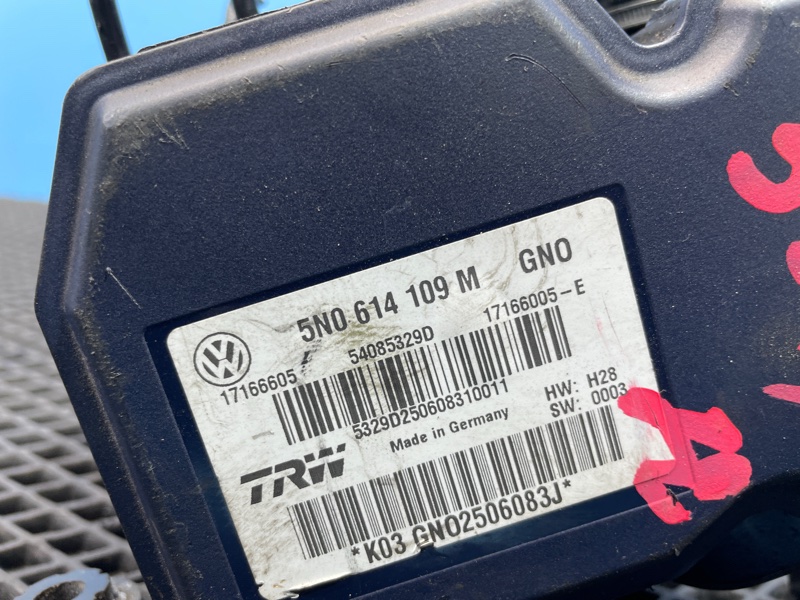 5N0 614 109 M GNO
17166605 54085329D 17166005-E
5329D250608310011
HW: H28
SW: 0003
Made in Germany
TRW
*K03 GNO2506083J*